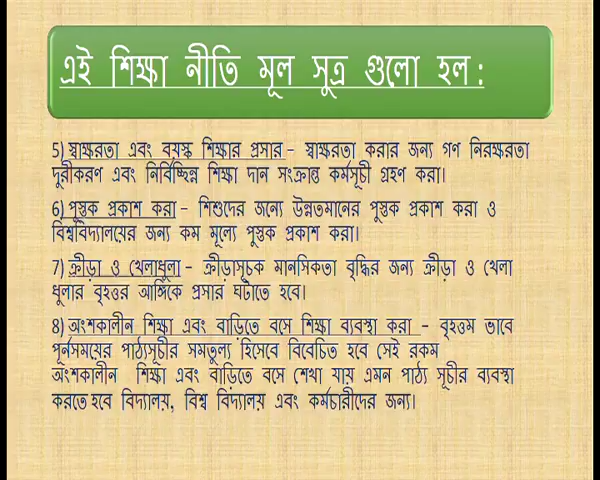 এই শিক্ষা নীতি মূল সুত্র গুলো হল:
5) স্বাক্ষরতা এবং বয়স্ক শিক্ষার প্রসার – স্বাক্ষরতা করার জন্য গণ নিরক্ষরতা
দুরীকরণ এবং নির্বিচ্ছিন্ন শিক্ষা দান সংক্রান্ত কর্মসূচী গ্রহণ করা।
6) পুস্তক প্রকাশ করা – শিশুদের জন্যে উন্নতমানের পুস্তক প্রকাশ করা ও
বিশ্ববিদ্যালয়ের জন্য কম মূল্যে পুস্তক প্রকাশ করা।
7) ক্রীড়া ও খেলাধুলা – ক্রীড়াসূচক মানসিকতা বৃদ্ধির জন্য ক্রীড়া ও খেলা
ধুলার বৃহত্তর আঙ্গিকে প্রসার ঘটাতে হবে।
8) অংশকালীন শিক্ষা এবং বাড়িতে বসে শিক্ষা ব্যবস্থা করা – বৃহত্তম ভাবে
পূর্নসময়ের পাঠ্যসূচীর সমতুল্য হিসেবে বিবেচিত হবে সেই রকম
অংশকালীন শিক্ষা এবং বাড়িতে বসে শেখা যায় এমন পাঠ্য সূচীর ব্যবস্থা
করতে হবে বিদ্যালয়, বিশ্ব বিদ্যালয় এবং কর্মচারীদের জন্য।